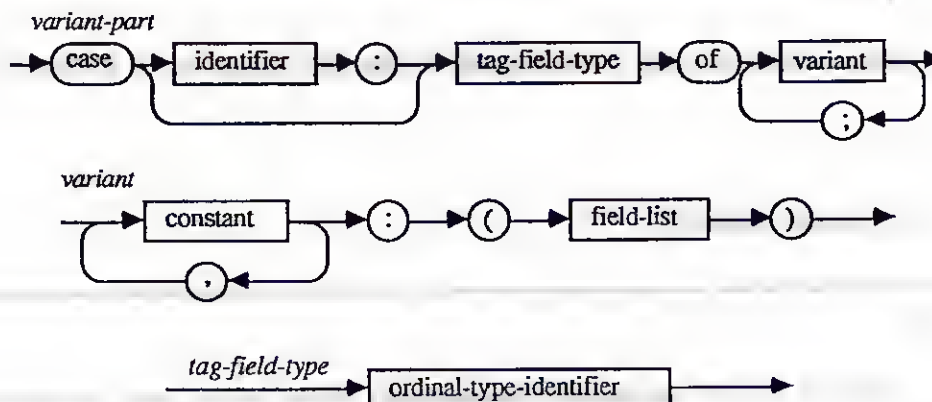 variant-part
case identifier : tag-field-type of variant
;
variant
constant : ( field-list )
,
tag-field-type
ordinal-type-identifier